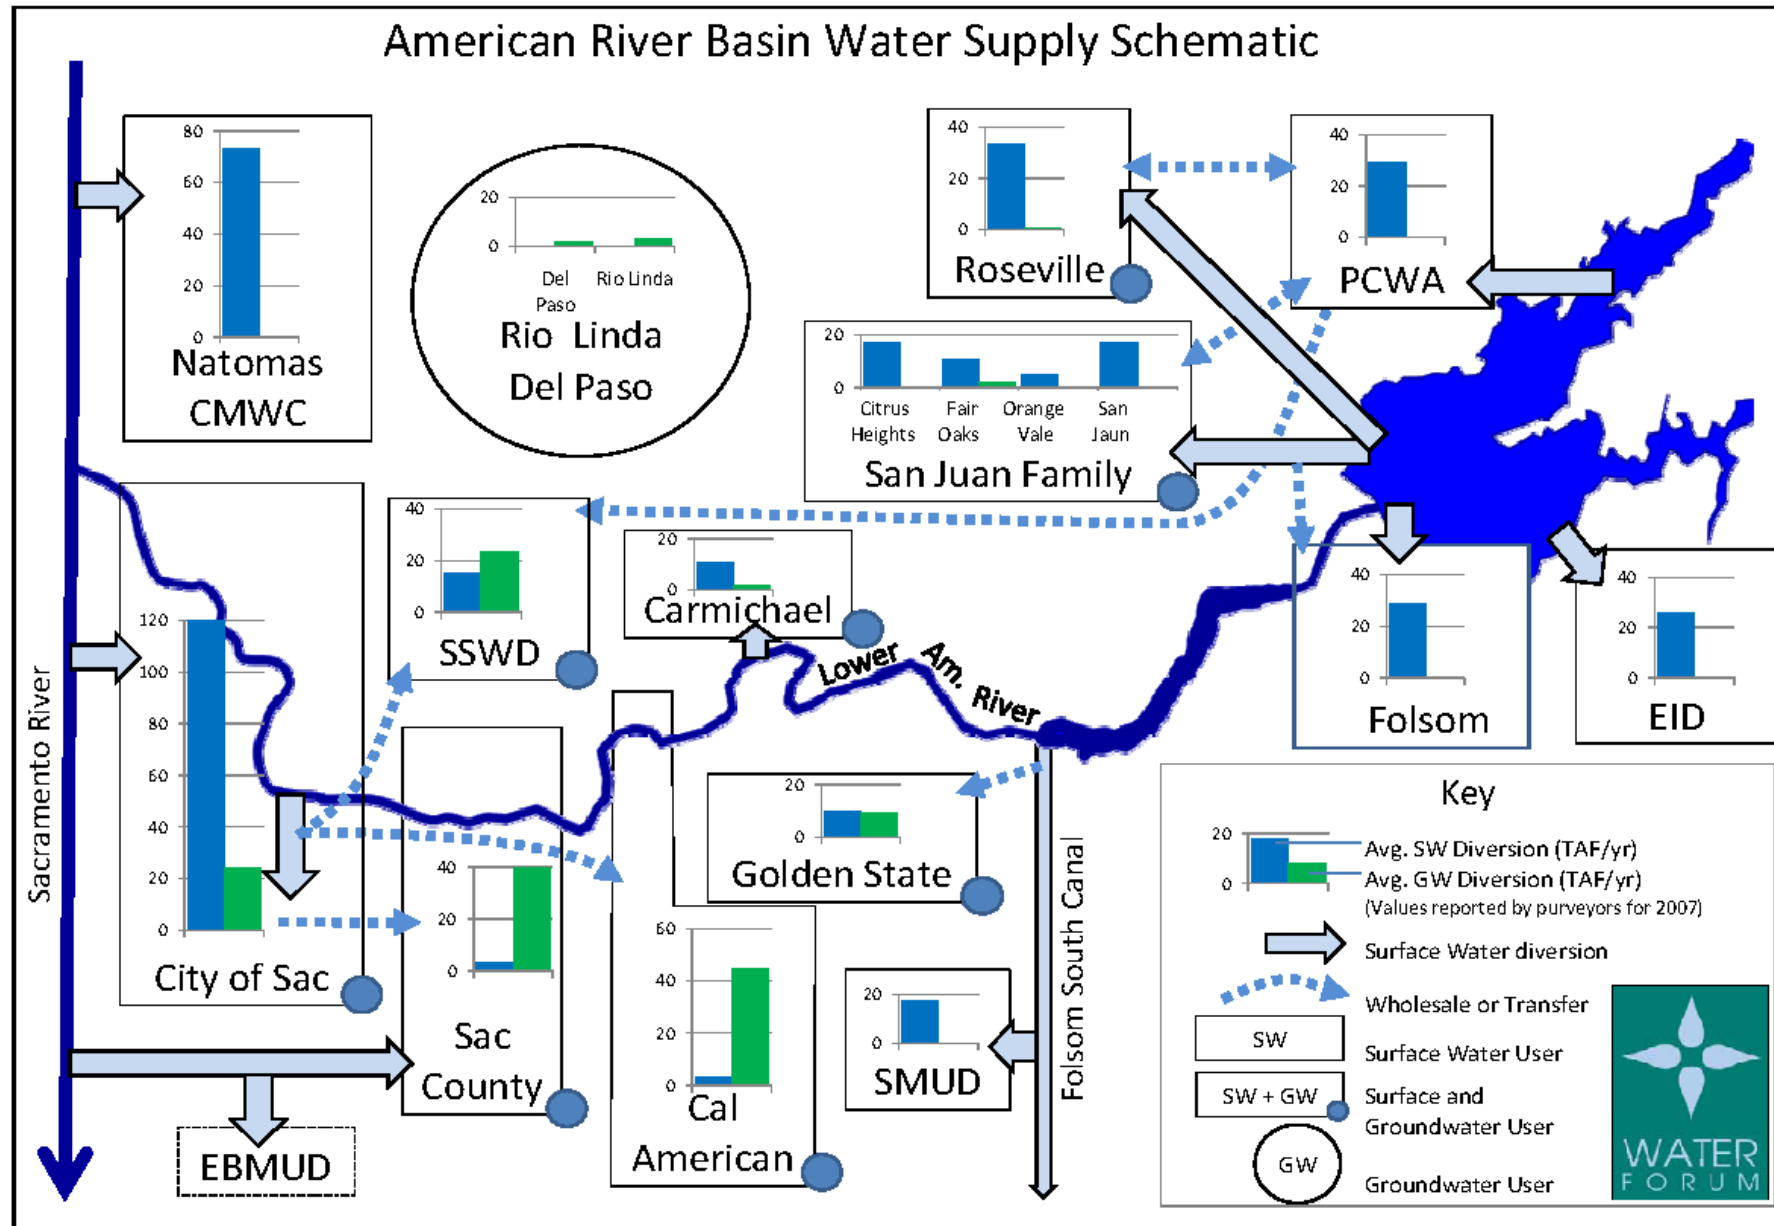 American River Basin Water Supply Schematic
80
60
40
20
0
Natomas
CMWC
20
0
Del
Paso
Rio Linda
Rio Linda
Del Paso
40
20
0
Roseville
40
20
0
PCWA
20
0
Citrus
Heights
Fair
Oaks
Orange
Vale
San
Jaun
San Juan Family
40
20
0
SSWD
20
0
Carmichael
Lower
Am.
River
40
20
0
Folsom
40
20
0
EID
Sacramento River
120
100
80
60
40
20
0
City of Sac
40
20
0
Sac
County
EBMUD
60
40
20
0
Cal
American
20
0
Golden State
20
0
SMUD
Folsom South Canal
Key
20
0
Avg. SW Diversion (TAF/yr)
Avg. GW Diversion (TAF/yr)
(Values reported by purveyors for 2007)
Surface Water diversion
Wholesale or Transfer
SW
Surface Water User
SW + GW
Surface and
Groundwater User
GW
Groundwater User
WATER
FORUM